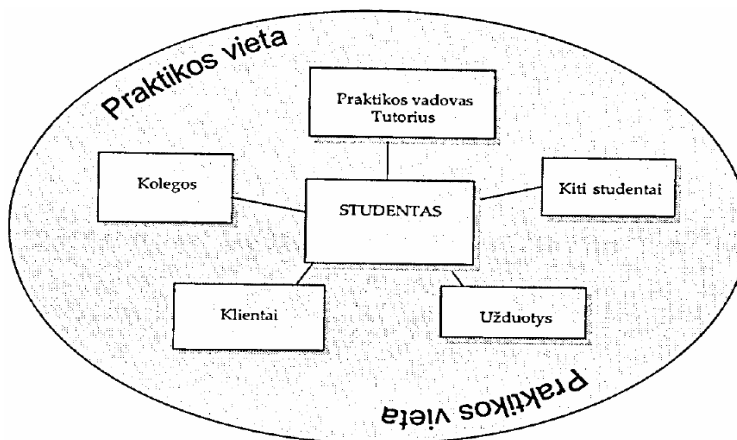 Praktikos vieta
Praktikos vadovas
Tutorius
Kolegos
STUDENTAS
Kiti studentai
Klientai
Užduotys
Praktikos vieta